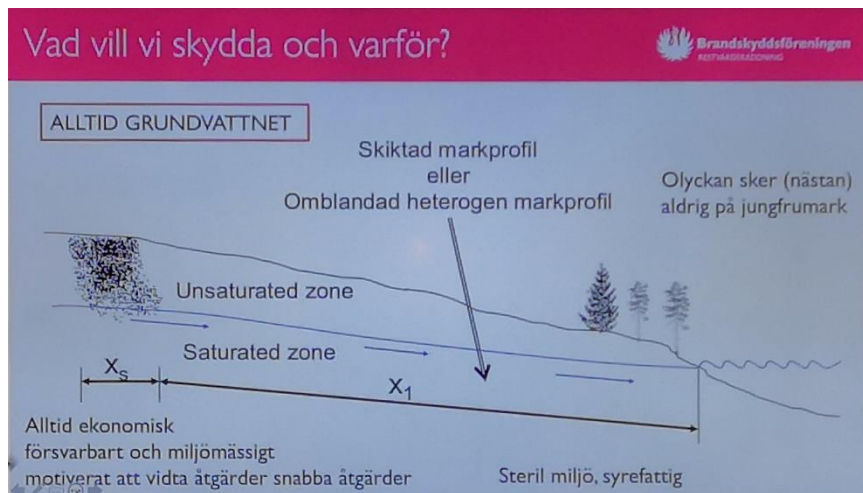 Vad vill vi skydda och varför?
Brandskyddsföreningen
RESTVÄRDERÄDDNING
ALLTID GRUNDVATTNET
Skiktad markprofil
eller
Omblandad heterogen markprofil
Olyckan sker (nästan)
aldrig på jungfrumark
Unsaturated zone
Saturated zone
Xs
X1
Alltid ekonomisk
försvarbart och miljömässigt
motiverat att vidta åtgärder snabba åtgärder
Steril miljö, syrefattig